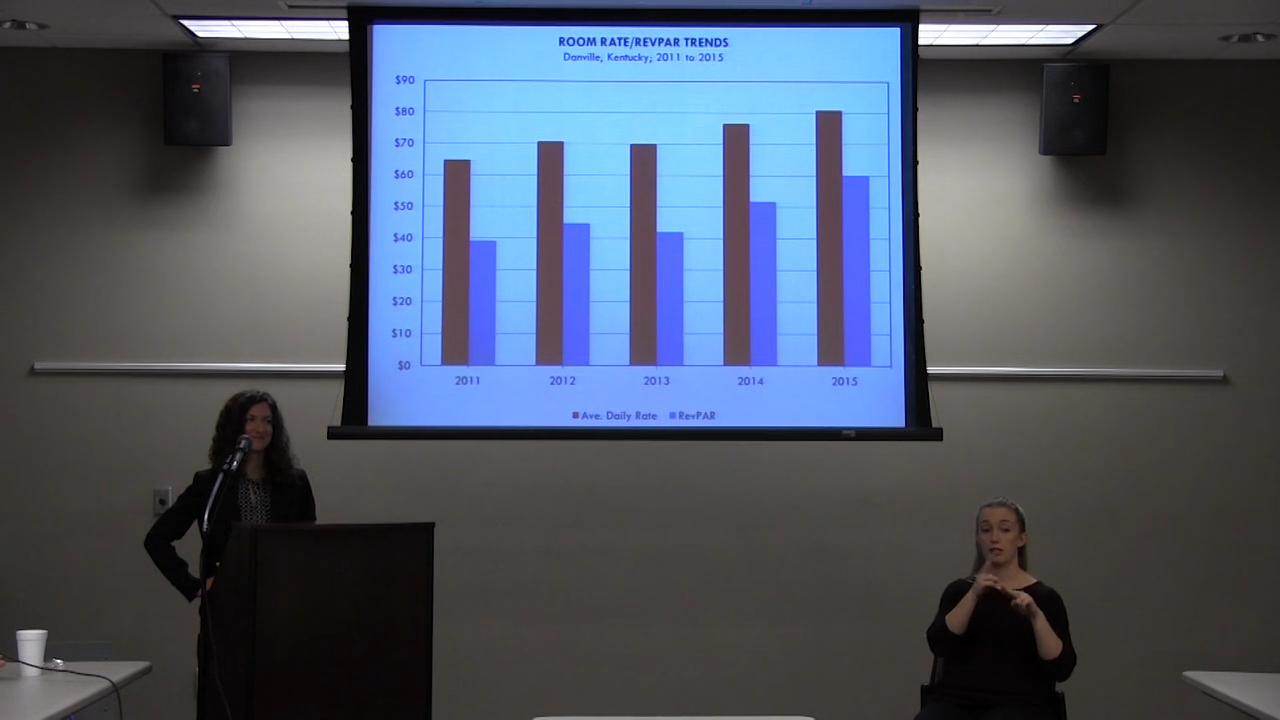 ROOM RATE/REVPAR TRENDS
Danville, Kentucky; 2011 to 2015
$90
$80
$70
$60
$50
$40
$30
$20
$10
$0
2011 2012 2013 2014 2015
Ave. Daily Rate RevPAR